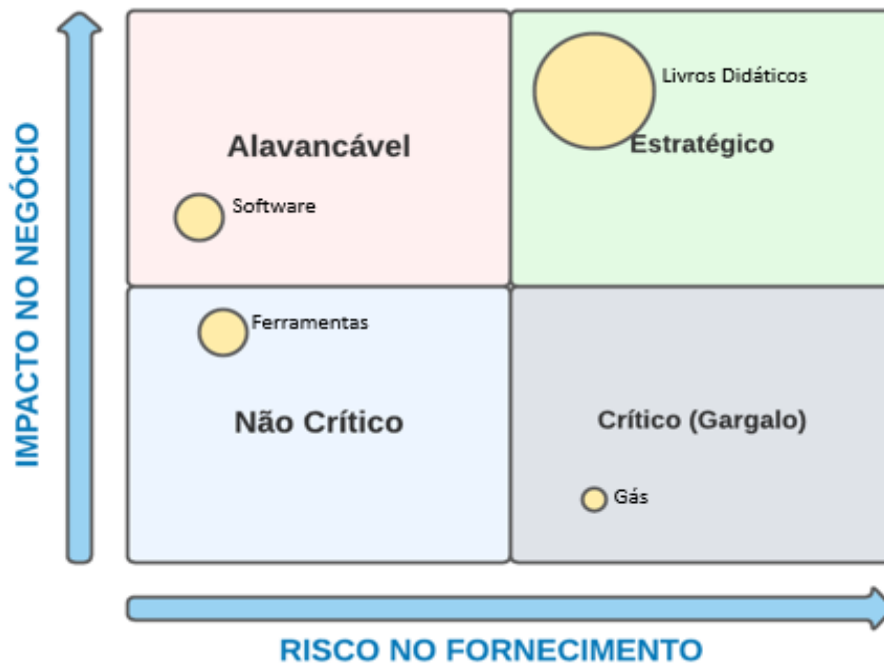 IMPACTO NO NEGÓCIO
Alavancável
Software
Livros Didáticos
Estratégico
Ferramentas
Não Crítico
Crítico (Gargalo)
Gás
RISCO NO FORNECIMENTO